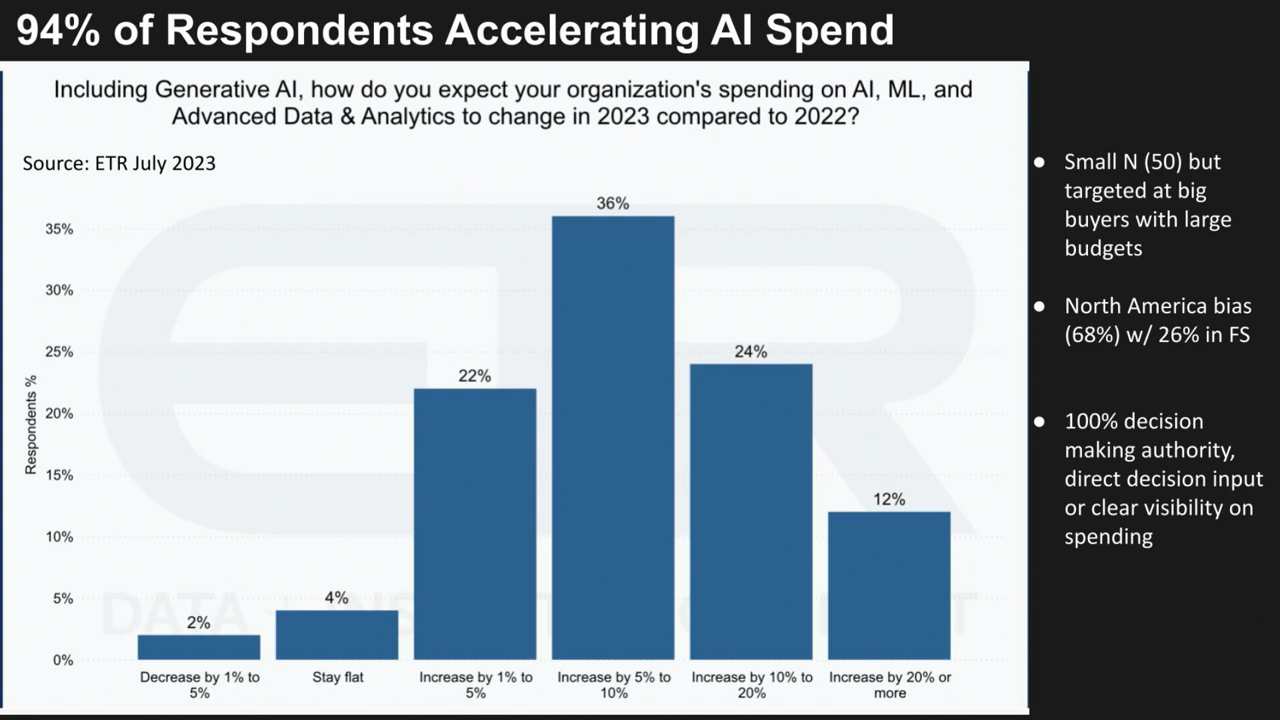 94% of Respondents Accelerating AI Spend
Including Generative AI, how do you expect your organization's spending on AI, ML, and
Advanced Data & Analytics to change in 2023 compared to 2022?
Source: ETR July 2023
Respondents %
35%
30%
25%
20%
15%
10%
5%
0%
2%
4%
22%
36%
24%
12%
Decrease by 1% to
5%
Stay flat
Increase by 1% to
5%
Increase by 5% to
10%
Increase by 10% to
20%
Increase by 20% or
more
ETR
DATA
● Small N (50) but
targeted at big
buyers with large
budgets
● North America bias
(68%) w/ 26% in FS
● 100% decision
making authority,
direct decision input
or clear visibility on
spending